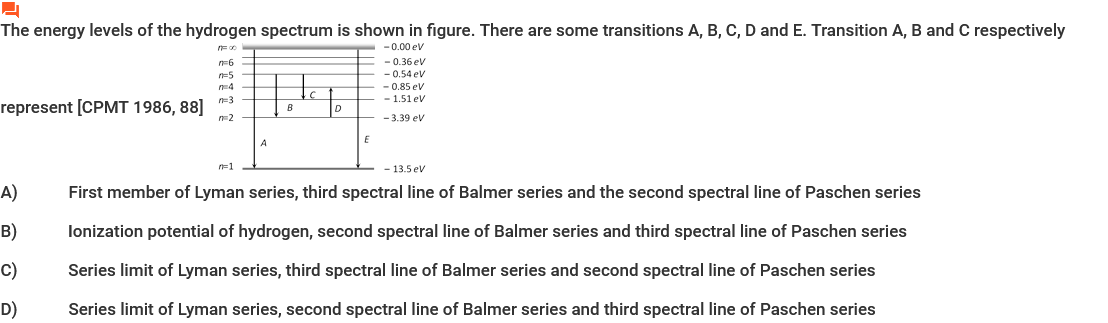 The energy levels of the hydrogen spectrum is shown in figure. There are some transitions A, B, C, D and E. Transition A, B and C respectively
n= ∞ – 0.00 eV
n=6 – 0.36 eV
n=5 – 0.54 eV
n=4 – 0.85 eV
n=3 C – 1.51 eV
represent [CPMT 1986, 88] B D
n=2 – 3.39 eV
A E
n=1 – 13.5 eV
A) First member of Lyman series, third spectral line of Balmer series and the second spectral line of Paschen series
B) Ionization potential of hydrogen, second spectral line of Balmer series and third spectral line of Paschen series
C) Series limit of Lyman series, third spectral line of Balmer series and second spectral line of Paschen series
D) Series limit of Lyman series, second spectral line of Balmer series and third spectral line of Paschen series